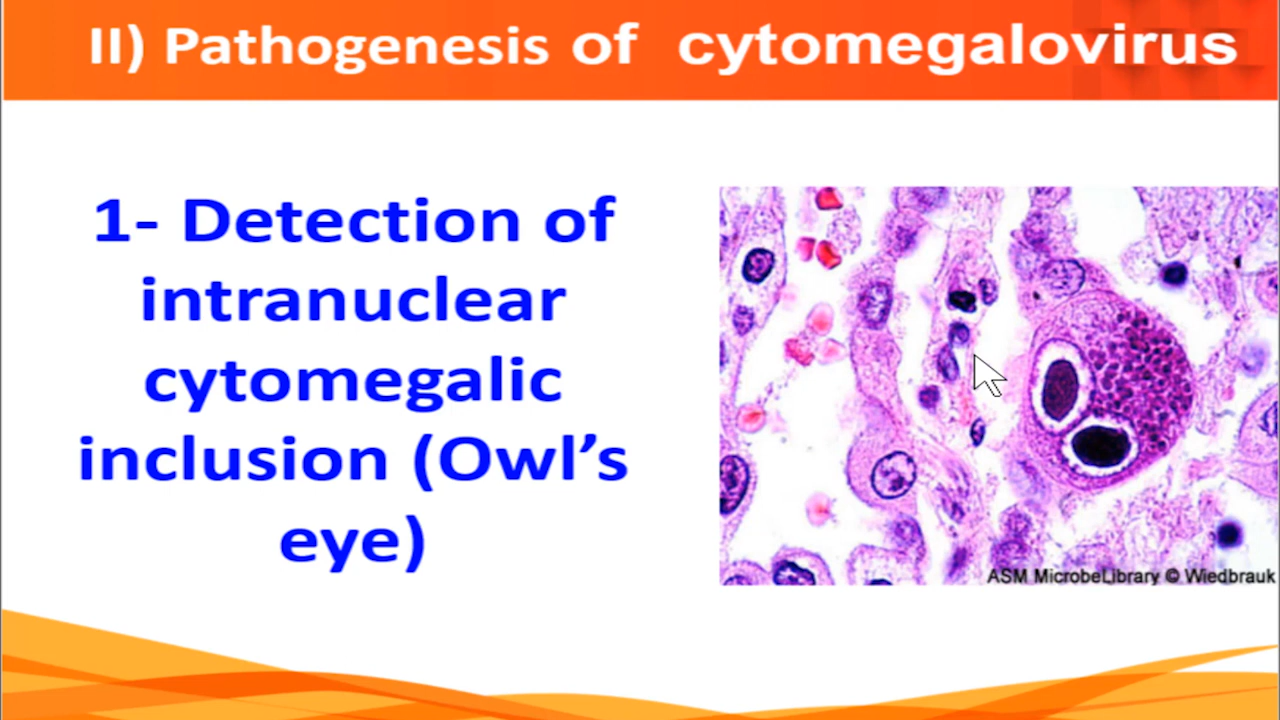 II) Pathogenesis of cytomegalovirus
1- Detection of
intranuclear
cytomegalic
inclusion (Owl’s
eye)
ASM MicrobeLibrary © Wiedbrauk